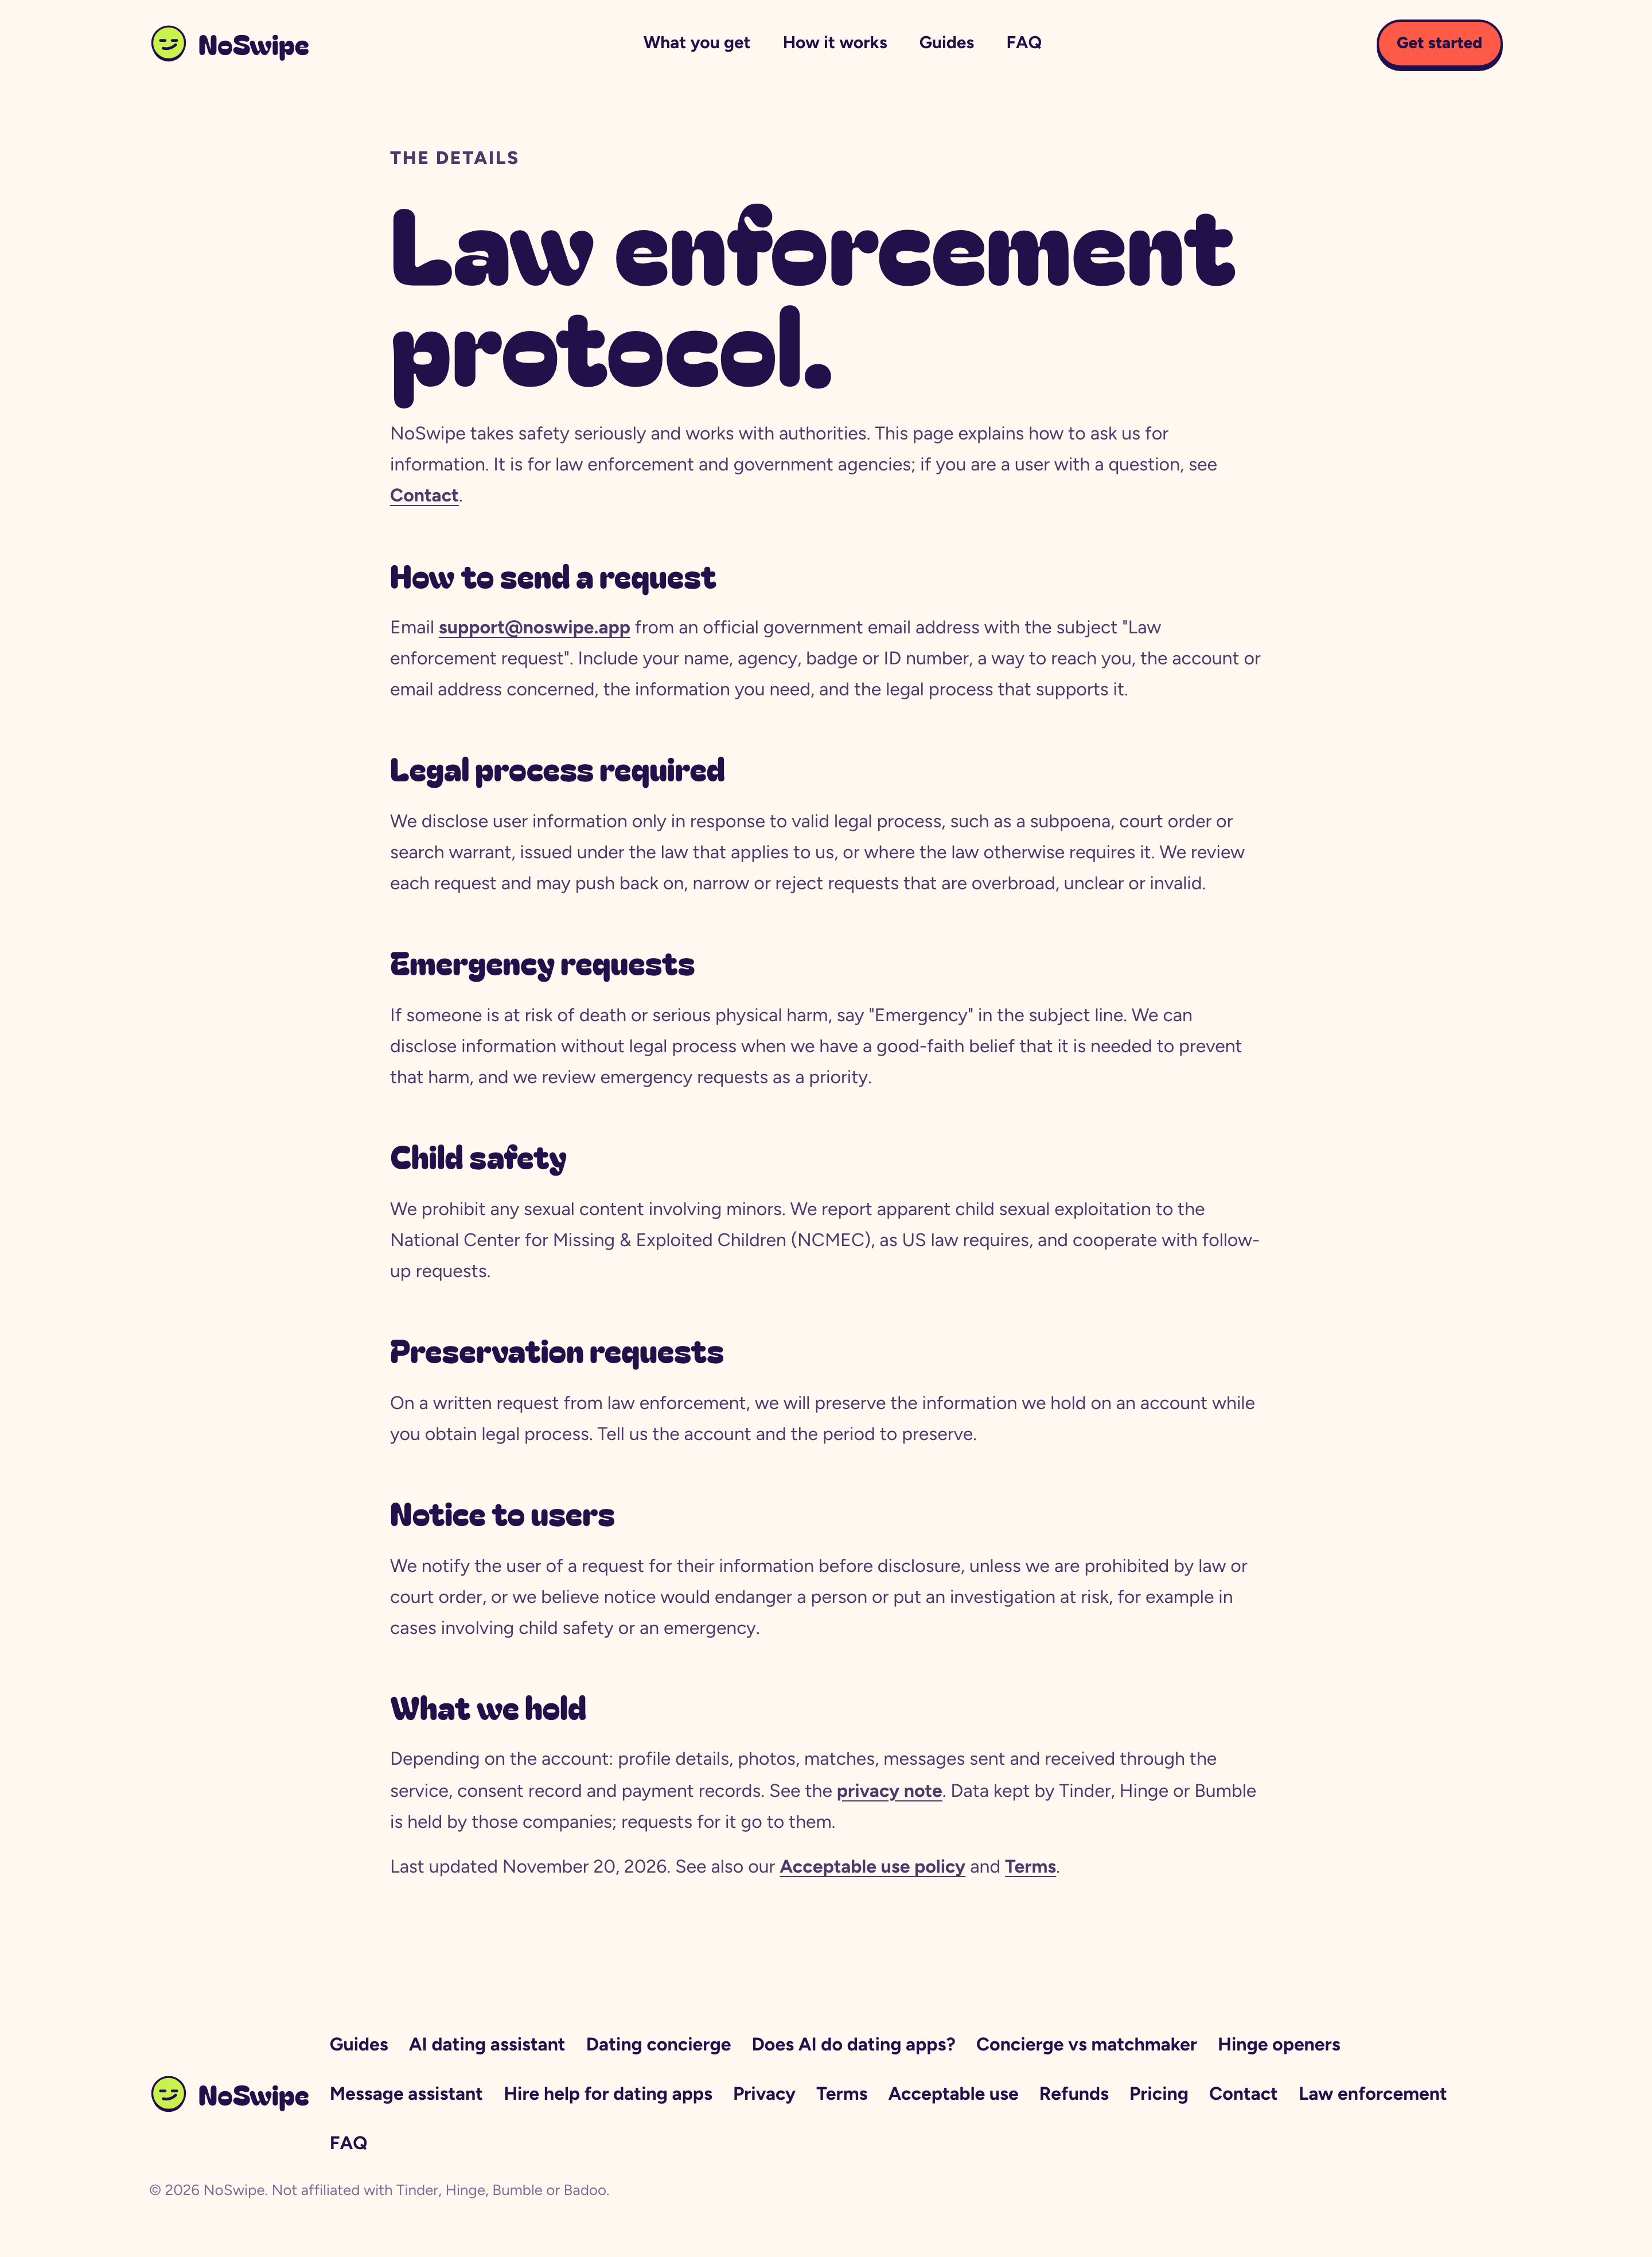 NoSwipe
What you get
How it works
Guides
FAQ
Get started
THE DETAILS
Law enforcement
protocol.
NoSwipe takes safety seriously and works with authorities. This page explains how to ask us for
information. It is for law enforcement and government agencies; if you are a user with a question, see
Contact.
How to send a request
Email support@noswipe.app from an official government email address with the subject "Law
enforcement request". Include your name, agency, badge or ID number, a way to reach you, the account or
email address concerned, the information you need, and the legal process that supports it.
Legal process required
We disclose user information only in response to valid legal process, such as a subpoena, court order or
search warrant, issued under the law that applies to us, or where the law otherwise requires it. We review
each request and may push back on, narrow or reject requests that are overbroad, unclear or invalid.
Emergency requests
If someone is at risk of death or serious physical harm, say "Emergency" in the subject line. We can
disclose information without legal process when we have a good-faith belief that it is needed to prevent
that harm, and we review emergency requests as a priority.
Child safety
We prohibit any sexual content involving minors. We report apparent child sexual exploitation to the
National Center for Missing & Exploited Children (NCMEC), as US law requires, and cooperate with follow-
up requests.
Preservation requests
On a written request from law enforcement, we will preserve the information we hold on an account while
you obtain legal process. Tell us the account and the period to preserve.
Notice to users
We notify the user of a request for their information before disclosure, unless we are prohibited by law or
court order, or we believe notice would endanger a person or put an investigation at risk, for example in
cases involving child safety or an emergency.
What we hold
Depending on the account: profile details, photos, matches, messages sent and received through the
service, consent record and payment records. See the privacy note. Data kept by Tinder, Hinge or Bumble
is held by those companies; requests for it go to them.
Last updated November 20, 2026. See also our Acceptable use policy and Terms.
Guides AI dating assistant Dating concierge Does AI do dating apps? Concierge vs matchmaker Hinge openers
NoSwipe
Message assistant Hire help for dating apps Privacy Terms Acceptable use Refunds Pricing Contact Law enforcement
FAQ
© 2026 NoSwipe. Not affiliated with Tinder, Hinge, Bumble or Badoo.